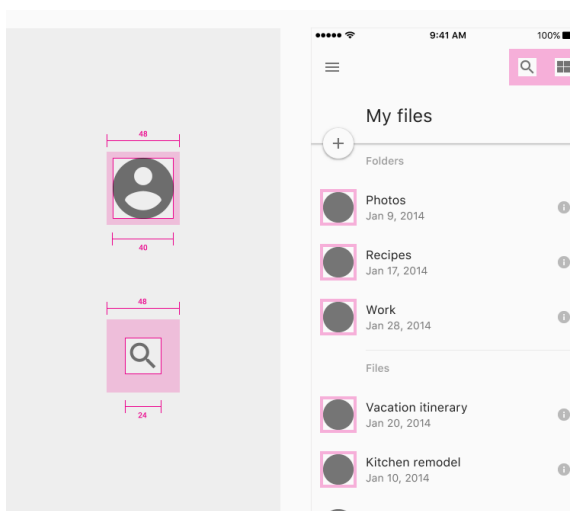 48
40
48
24
9:41 AM
100%
My files
Folders
Photos
Jan 9, 2014
Recipes
Jan 17, 2014
Work
Jan 28, 2014
Files
Vacation itinerary
Jan 20, 2014
Kitchen remodel
Jan 10, 2014